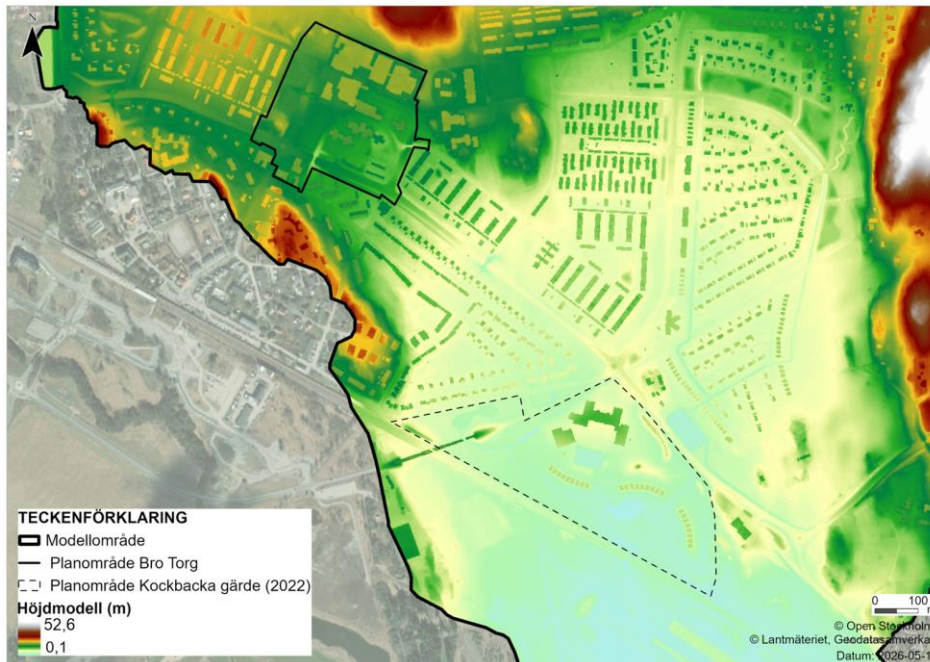 N
TECKENFÖRKLARING
Modellområde
Planområde Bro Torg
Planområde Kockbacka gärde (2022)
Höjdmodell (m)
52,6
0,1
0 100
© Open
© Lantmäteriet,
Datum: